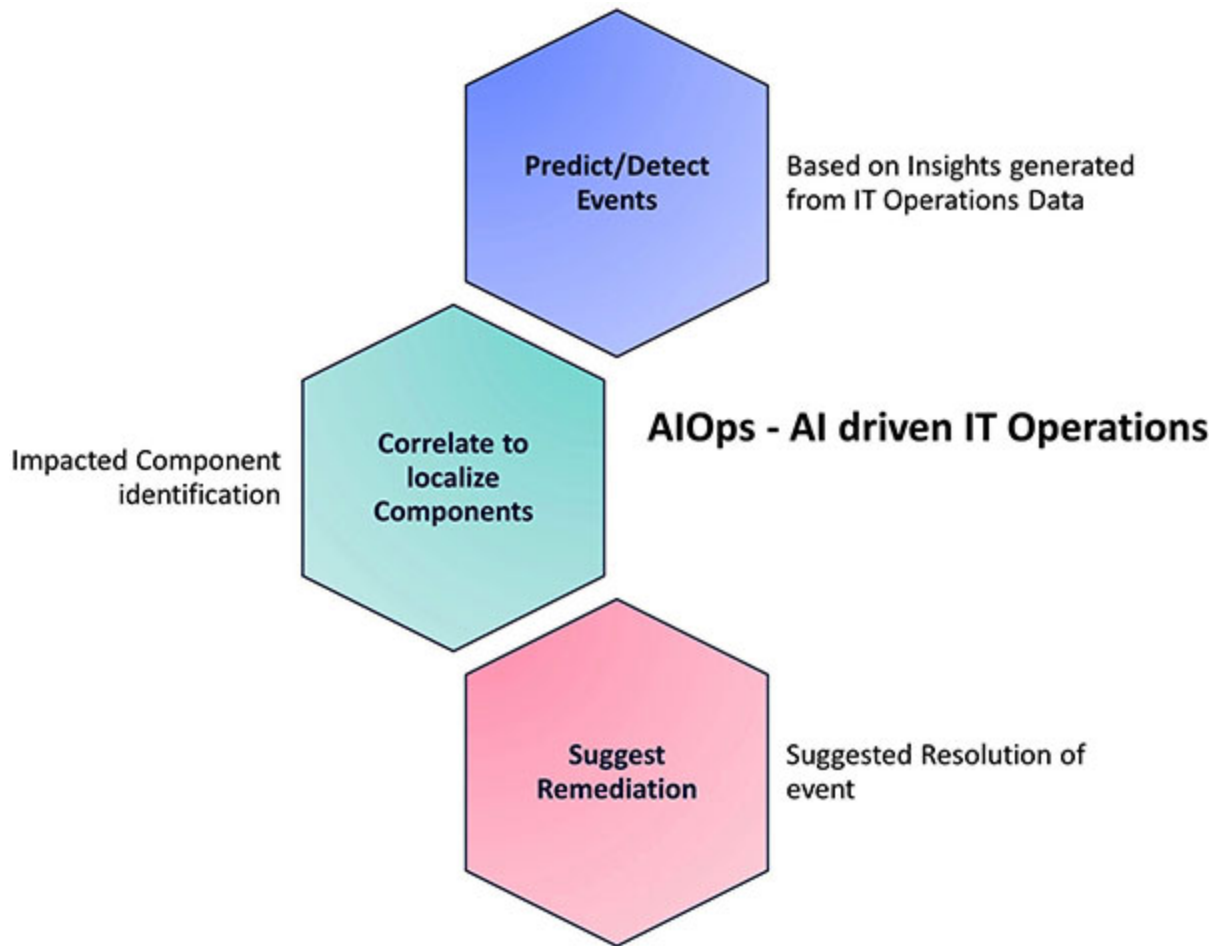 Predict/Detect
Events
Based on Insights generated
from IT Operations Data
AIOps - AI driven IT Operations
Impacted Component
identification
Correlate to
localize
Components
Suggest
Remediation
Suggested Resolution of
event